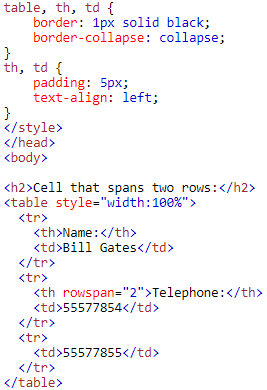 table, th, td {
    border: 1px solid black;
    border-collapse: collapse;
}
th, td {
    padding: 5px;
    text-align: left;
}
</style>
</head>
<body>

<h2>Cell that spans two rows:</h2>
<table style="width:100%">
  <tr>
    <th>Name:</th>
    <td>Bill Gates</td>
  </tr>
  <tr>
    <th rowspan="2">Telephone:</th>
    <td>55577854</td>
  </tr>
  <tr>
    <td>55577855</td>
  </tr>
</table>